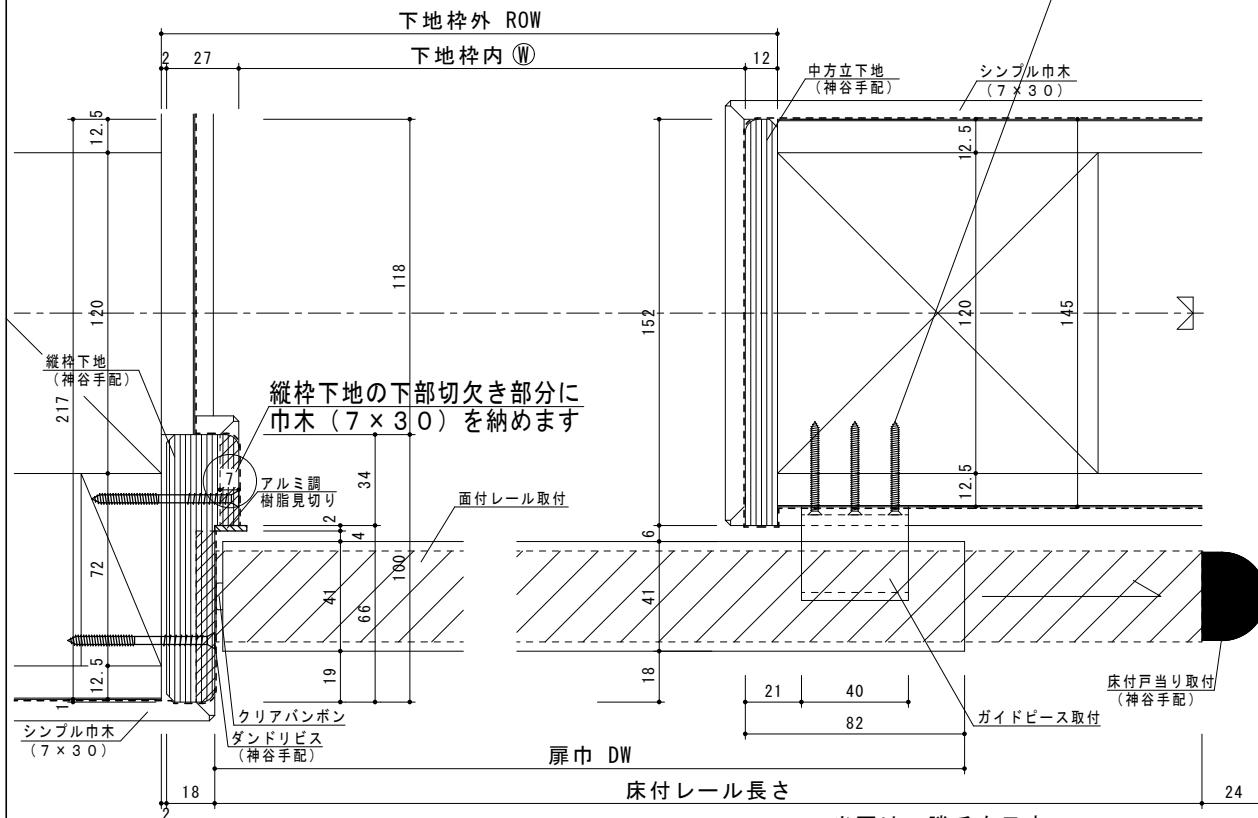 下地枠外 ROW
2 27 下地枠内 Ⓦ 12
中方立下地
(神谷手配)
シンプル巾木
(7×30)
12.5
12.5
118
120
152
120
145
縦枠下地
(神谷手配)
217
縦枠下地の下部切欠き部分に
巾木(7×30)を納めます
7
アルミ調
樹脂見切り
34
面付レール取付
12.5
2
4
6
72
41
100
66
41
12.5
19
18
1
21 40
82
床付戸当り取付
(神谷手配)
ガイドピース取付
シンプル巾木
(7×30)
クリアバンポン
ダンドリビス
(神谷手配)
扉巾 DW
18 床付レール長さ 24
2